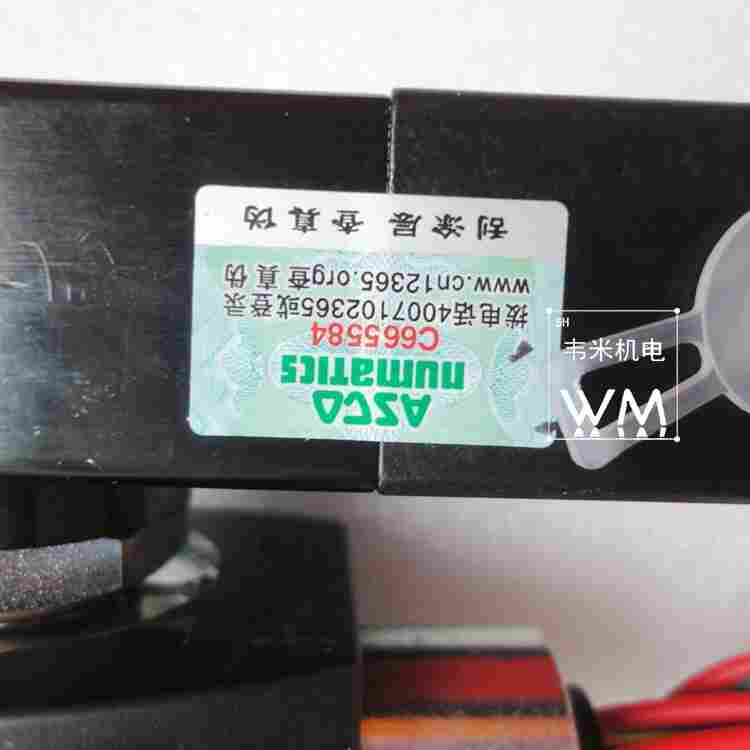 ASCO
numatics
C665584
拨电话4007102365或登录
www.cn12365.org查真伪
刮涂层 查真伪
SH
韦米机电
WM